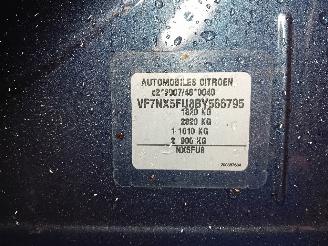 AUTOMOBILES CITROEN
e2*2007/46*0040
VF7NX5FU8BY566795
1820 KG
2820 KG
1 1010 KG
2 900 KG
NX5FU8